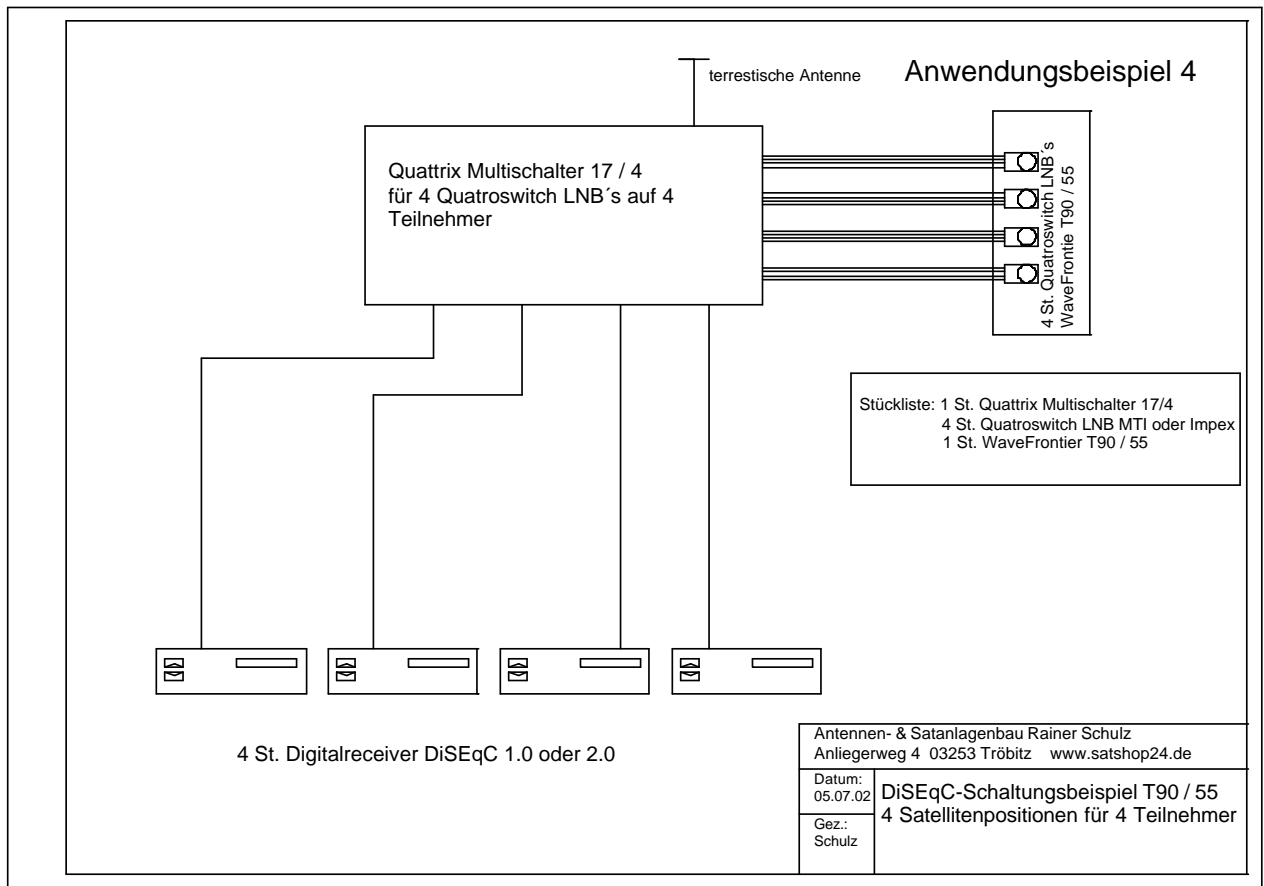 terrestische Antenne
Anwendungsbeispiel 4
Quattrix Multischalter 17 / 4
für 4 Quatroswitch LNB´s auf 4
Teilnehmer
4 St. Quatroswitch LNB´s
WaveFrontie T90 / 55
Stückliste: 1 St. Quattrix Multischalter 17/4
4 St. Quatroswitch LNB MTI oder Impex
1 St. WaveFrontier T90 / 55
4 St. Digitalreceiver DiSEqC 1.0 oder 2.0
Antennen- & Satanlagenbau Rainer Schulz
Anliegerweg 4 03253 Tröbitz www.satshop24.de
Datum:
05.07.02
DiSEqC-Schaltungsbeispiel T90 / 55
4 Satellitenpositionen für 4 Teilnehmer
Gez.:
Schulz